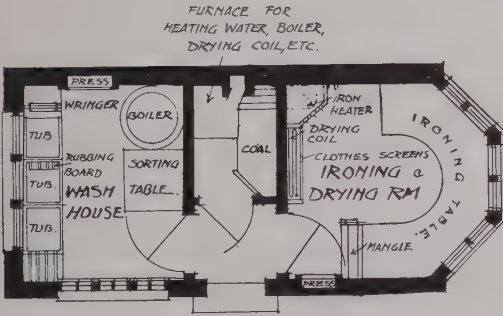 FURNACE FOR
HEATING WATER, BOILER,
DRYING COIL, ETC.
PRESS
WRINGER
TUB
RUBBING
BOARD
TUB.
WASH
HOUSE
TUB.
BOILER
SORTING
TABLE
COAL
IRON
HEATER
DRYING
COIL
CLOTHES SCREENS
IRONING &
DRYING RM
IRONING TABLE.
MANGLE
PRESS